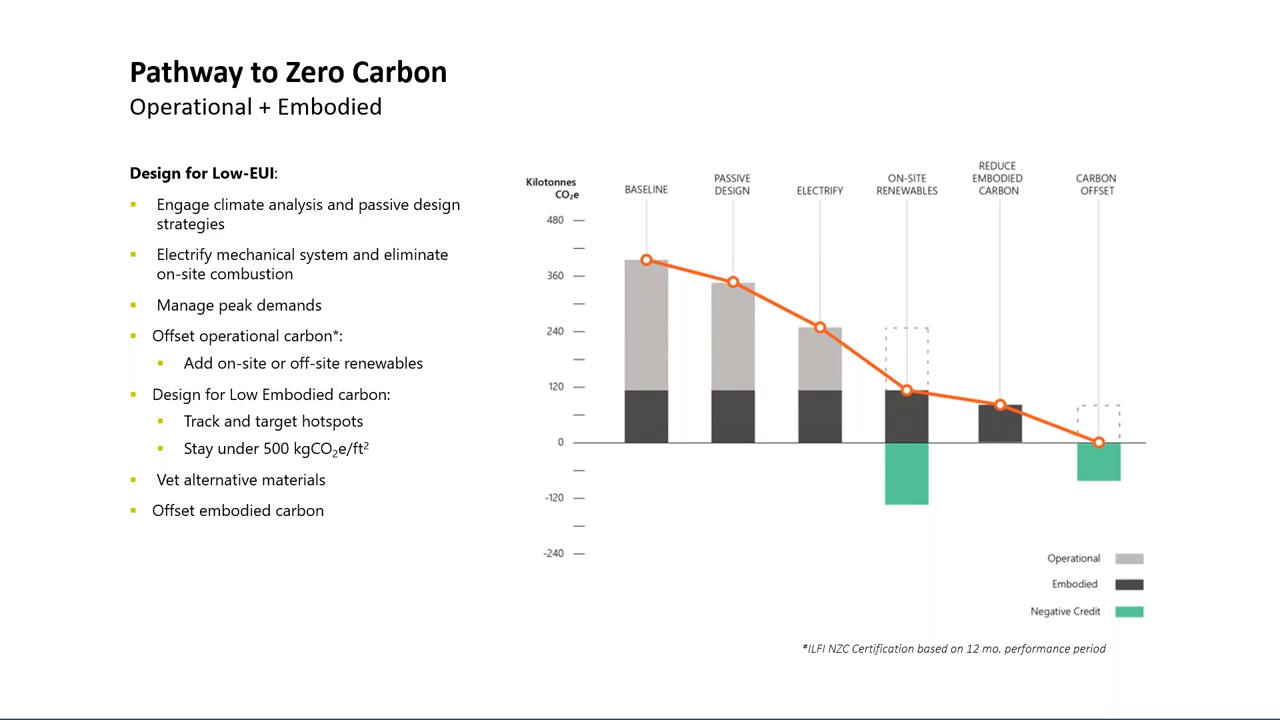 Pathway to Zero Carbon
Operational + Embodied
Design for Low-EUI:
Engage climate analysis and passive design
strategies
Electrify mechanical system and eliminate
on-site combustion
Manage peak demands
Offset operational carbon*:
Add on-site or off-site renewables
Design for Low Embodied carbon:
Track and target hotspots
Stay under 500 kgCO₂e/ft²
Vet alternative materials
Offset embodied carbon
Kilotonnes
CO₂e
BASELINE
PASSIVE
DESIGN
ELECTRIFY
ON-SITE
RENEWABLES
REDUCE
EMBODIED
CARBON
CARBON
OFFSET
480
360
240
120
0
-120
-240
Operational
Embodied
Negative Credit
*ILFI NZC Certification based on 12 mo. performance period